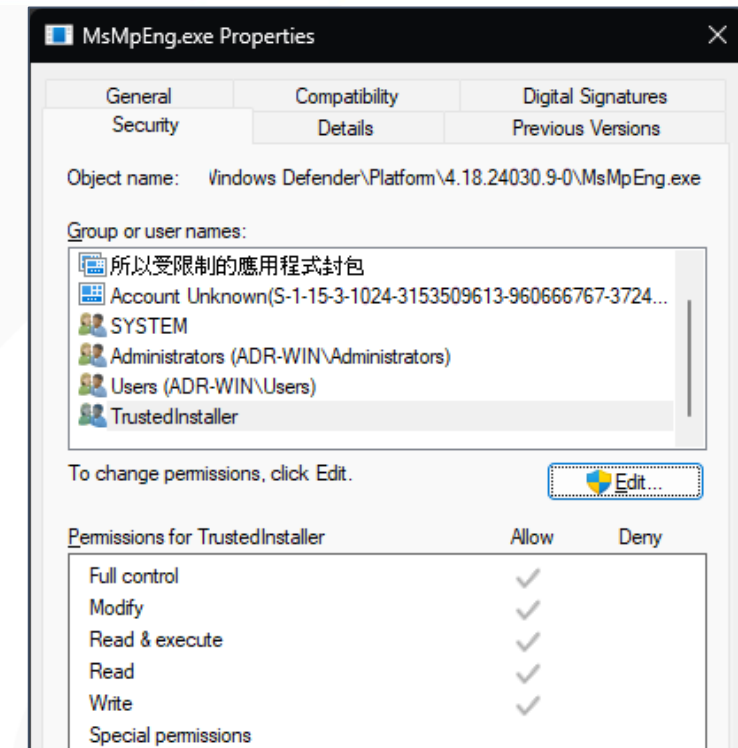 MsMpEng.exe Properties
General Compatibility Digital Signatures
Security Details Previous Versions
Object name: Windows Defender\Platform\4.18.24030.9-0\MsMpEng.exe
Group or user names:
所以受限制的應用程式封包
Account Unknown(S-1-15-3-1024-3153509613-960666767-3724...
SYSTEM
Administrators (ADR-WIN\Administrators)
Users (ADR-WIN\Users)
TrustedInstaller
To change permissions, click Edit.
Edit...
Permissions for TrustedInstaller Allow Deny
Full control
Modify
Read & execute
Read
Write
Special permissions